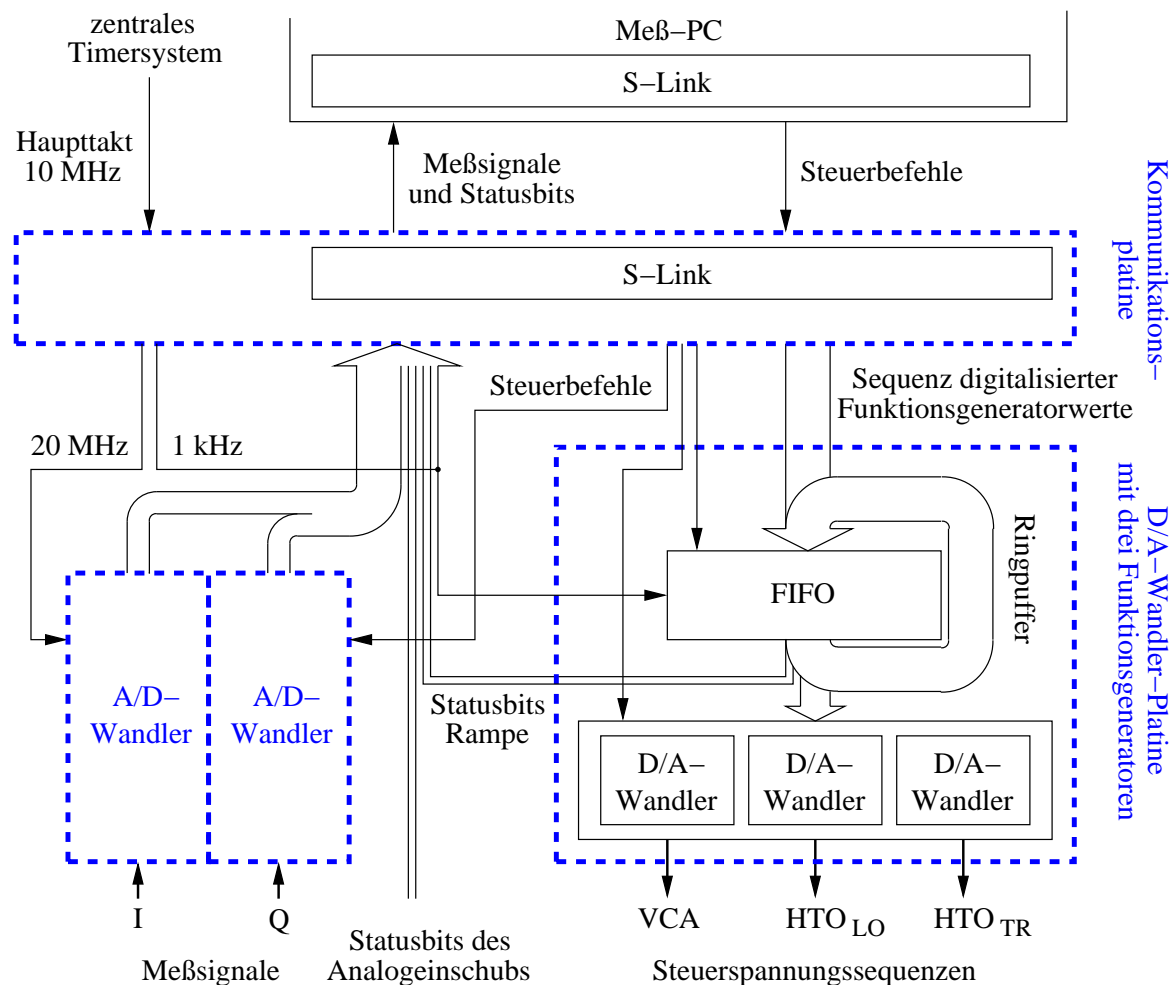 zentrales
Timersystem
Meß–PC
S–Link
Haupttakt
10 MHz
Meßsignale
und Statusbits
Steuerbefehle
S–Link
Kommunikations–
platine
Steuerbefehle
Sequenz digitalisierter
Funktionsgeneratorwerte
20 MHz
1 kHz
Ringpuffer
FIFO
D/A–Wandler–Platine
mit drei Funktionsgeneratoren
A/D–
Wandler
A/D–
Wandler
Statusbits
Rampe
D/A–
Wandler
D/A–
Wandler
D/A–
Wandler
I
Q
VCA
HTO LO
HTO TR
Meßsignale
Statusbits des
Analogeinschubs
Steuerspannungssequenzen